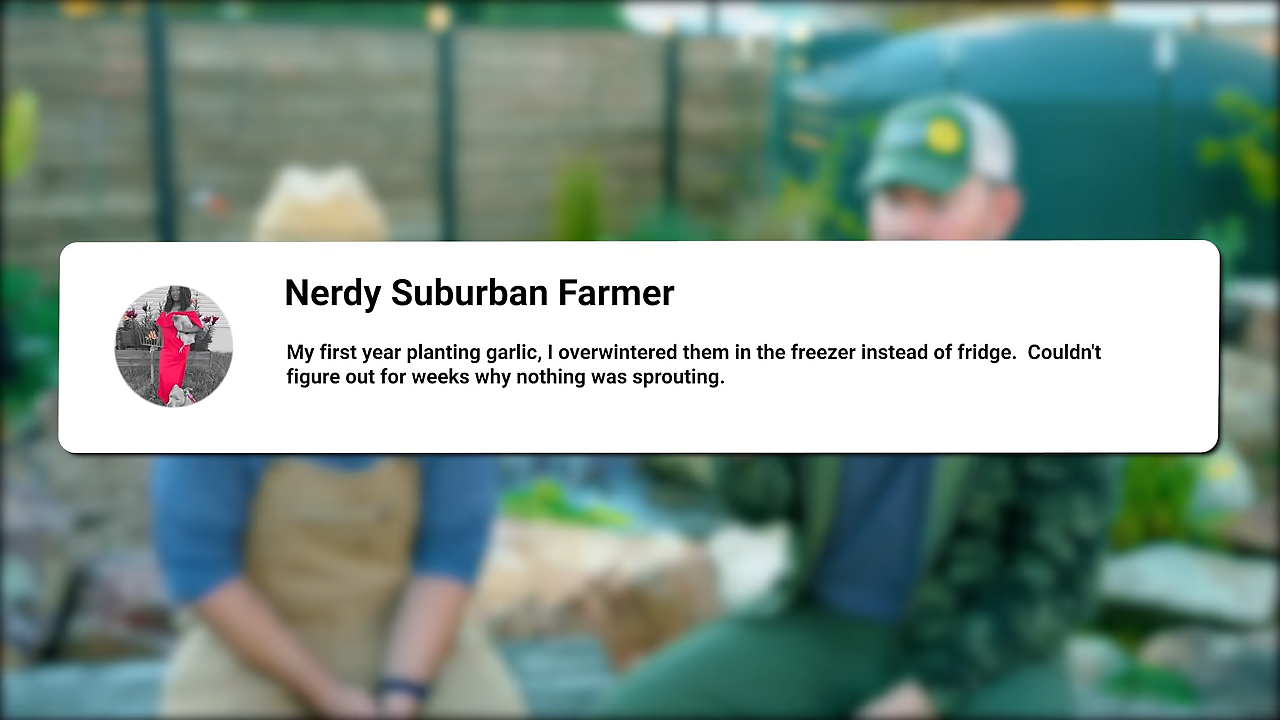 Nerdy Suburban Farmer
My first year planting garlic, I overwintered them in the freezer instead of fridge.  Couldn't
figure out for weeks why nothing was sprouting.